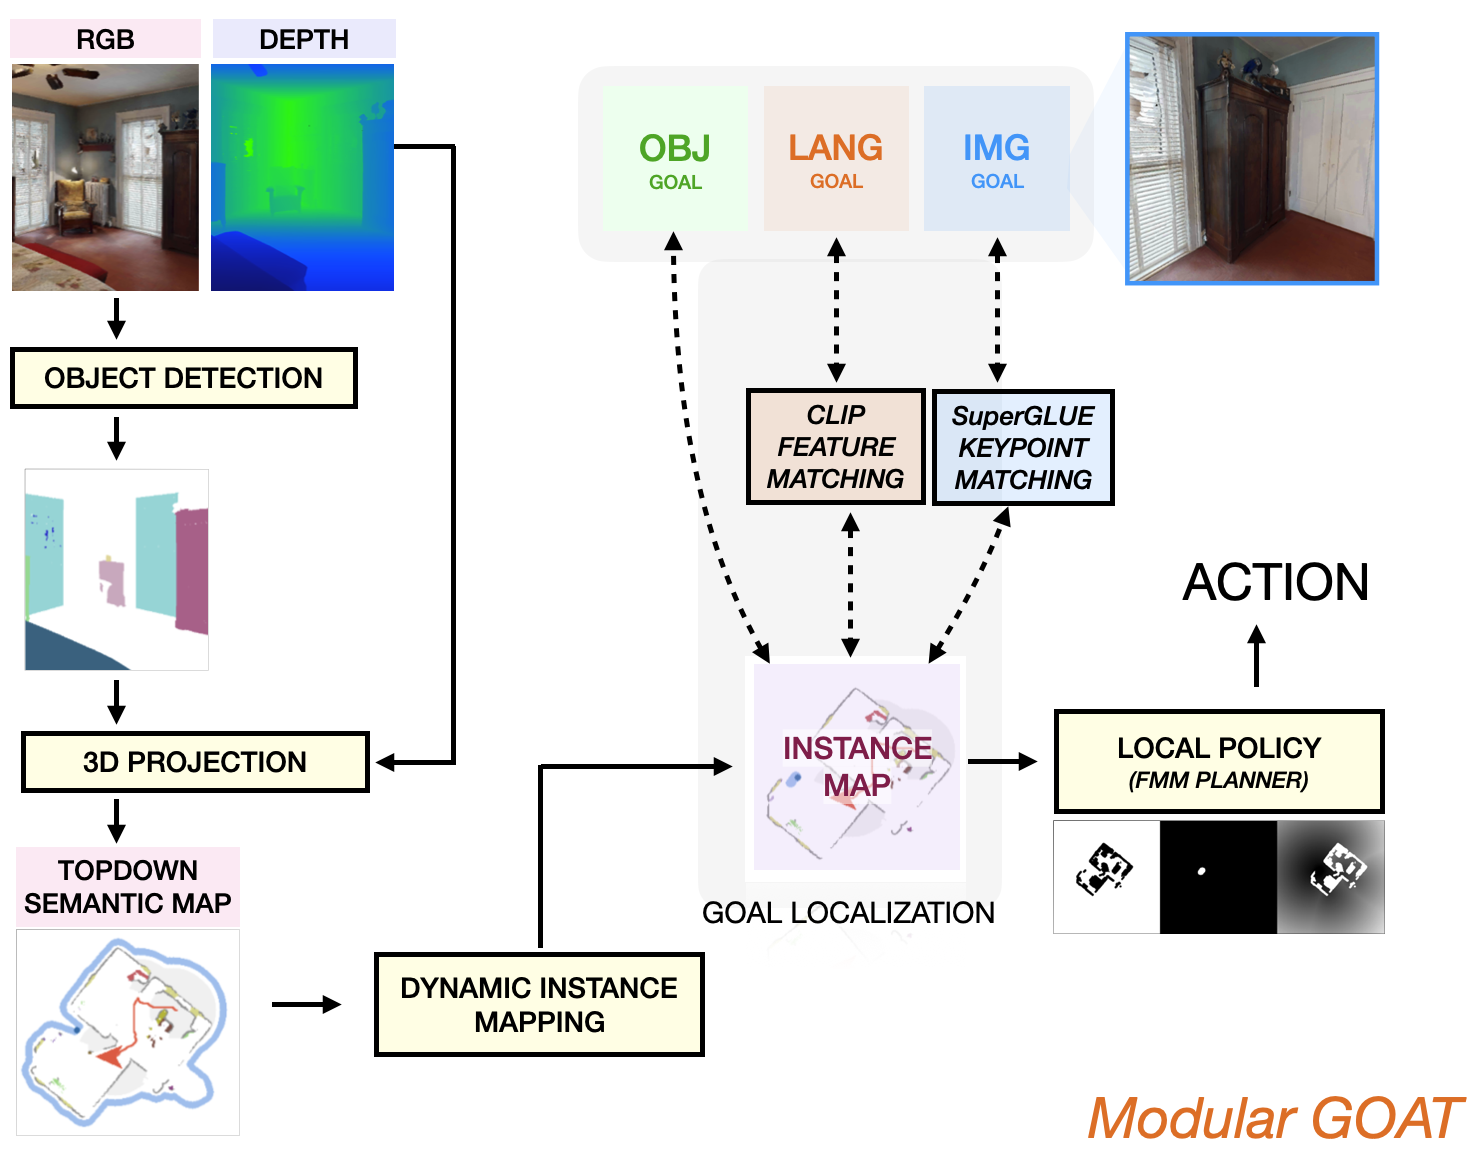 RGB
DEPTH
OBJECT DETECTION
3D PROJECTION
TOPDOWN
SEMANTIC MAP
DYNAMIC INSTANCE
MAPPING
OBJ
GOAL
LANG
GOAL
IMG
GOAL
CLIP
FEATURE
MATCHING
SuperGLUE
KEYPOINT
MATCHING
INSTANCE
MAP
GOAL LOCALIZATION
LOCAL POLICY
(FMM PLANNER)
ACTION
Modular GOAT